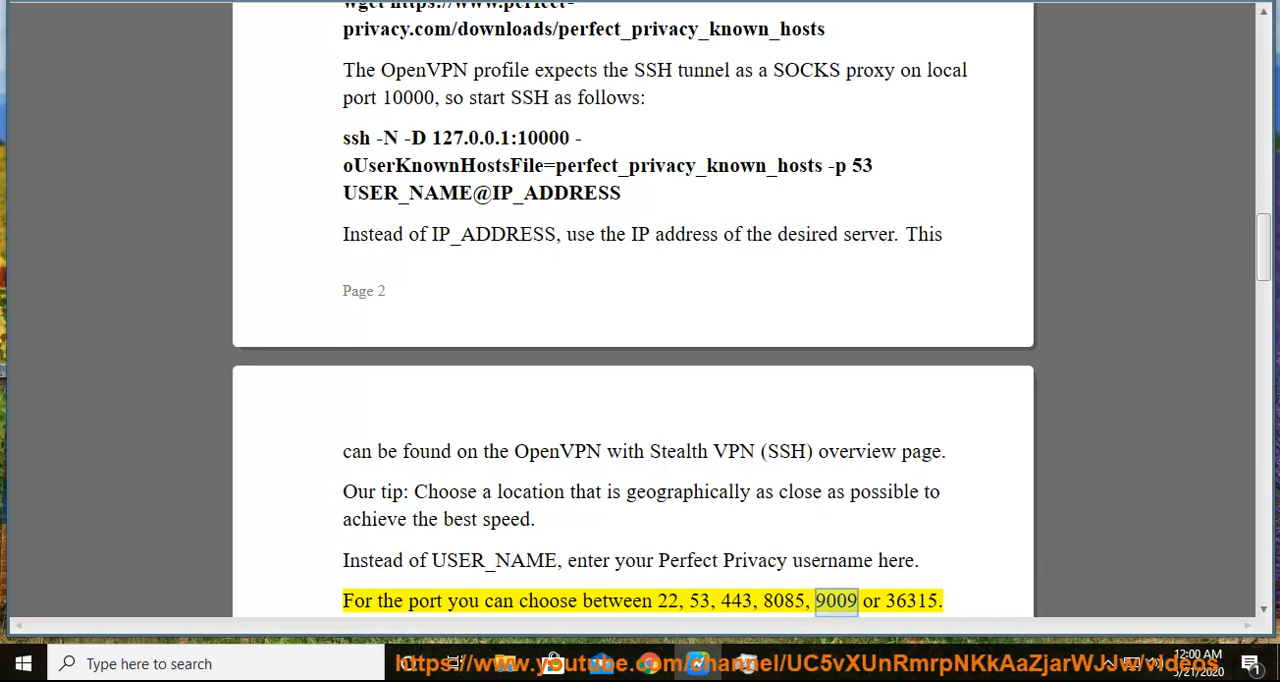 wget https://www.perfect-
privacy.com/downloads/perfect_privacy_known_hosts
The OpenVPN profile expects the SSH tunnel as a SOCKS proxy on local
port 10000, so start SSH as follows:
ssh -N -D 127.0.0.1:10000 -
oUserKnownHostsFile=perfect_privacy_known_hosts -p 53
USER_NAME@IP_ADDRESS
Instead of IP_ADDRESS, use the IP address of the desired server. This
Page 2
can be found on the OpenVPN with Stealth VPN (SSH) overview page.
Our tip: Choose a location that is geographically as close as possible to
achieve the best speed.
Instead of USER_NAME, enter your Perfect Privacy username here.
For the port you can choose between 22, 53, 443, 8085, 9009 or 36315.
Type here to search
https://www.youtube.com/channel/UC5vXUnRmrpNKkAaZjarWJJw/videos
12:00 AM
5/21/2020
1